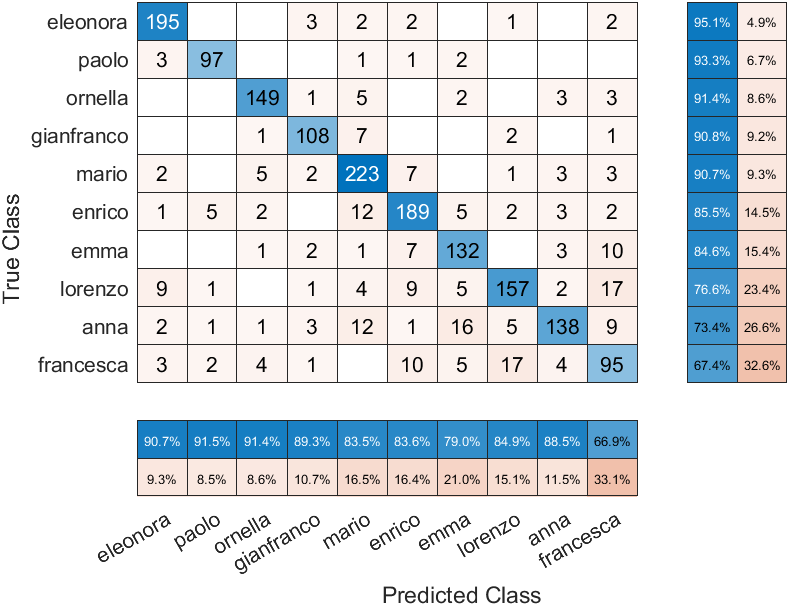 eleonora 195 3 2 2 1 2 95.1% 4.9%
paolo 3 97 1 1 2 93.3% 6.7%
ornella 149 1 5 2 3 3 91.4% 8.6%
gianfranco 1 108 7 2 1 90.8% 9.2%
mario 2 5 2 223 7 1 3 3 90.7% 9.3%
enrico 1 5 2 12 189 5 2 3 2 85.5% 14.5%
emma 1 2 1 7 132 3 10 84.6% 15.4%
lorenzo 9 1 1 4 9 5 157 2 17 76.6% 23.4%
anna 2 1 1 3 12 1 16 5 138 9 73.4% 26.6%
francesca 3 2 4 1 10 5 17 4 95 67.4% 32.6%
True Class
90.7% 91.5% 91.4% 89.3% 83.5% 83.6% 79.0% 84.9% 88.5% 66.9%
9.3% 8.5% 8.6% 10.7% 16.5% 16.4% 21.0% 15.1% 11.5% 33.1%
eleonora paolo ornella gianfranco mario enrico emma lorenzo anna francesca
Predicted Class